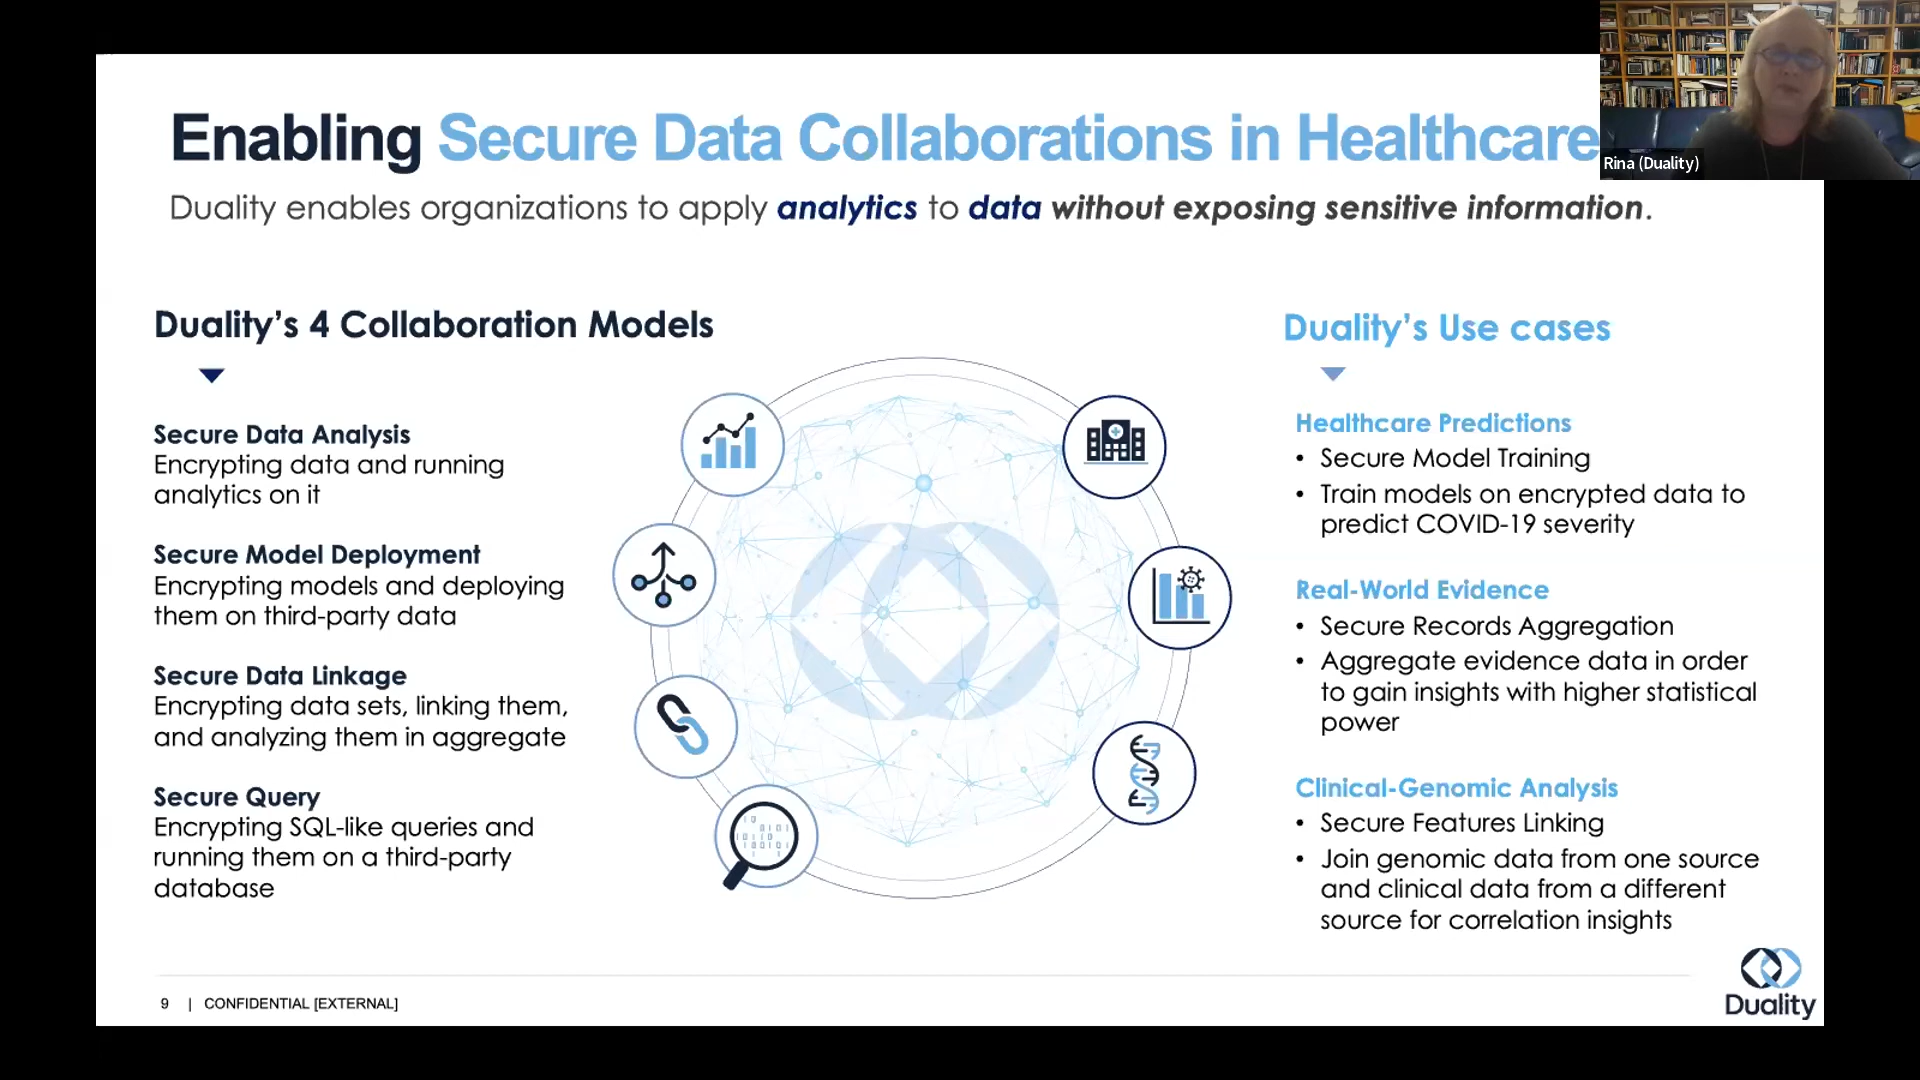 Enabling Secure Data Collaborations in Healthcare
Rina (Duality)
Duality enables organizations to apply analytics to data without exposing sensitive information.
Duality's 4 Collaboration Models
Secure Data Analysis
Encrypting data and running
analytics on it
Secure Model Deployment
Encrypting models and deploying
them on third-party data
Secure Data Linkage
Encrypting data sets, linking them,
and analyzing them in aggregate
Secure Query
Encrypting SQL-like queries and
running them on a third-party
database
Duality's Use cases
Healthcare Predictions
• Secure Model Training
• Train models on encrypted data to
predict COVID-19 severity
Real-World Evidence
• Secure Records Aggregation
• Aggregate evidence data in order
to gain insights with higher statistical
power
Clinical-Genomic Analysis
• Secure Features Linking
• Join genomic data from one source
and clinical data from a different
source for correlation insights
9 | CONFIDENTIAL [EXTERNAL]
Duality